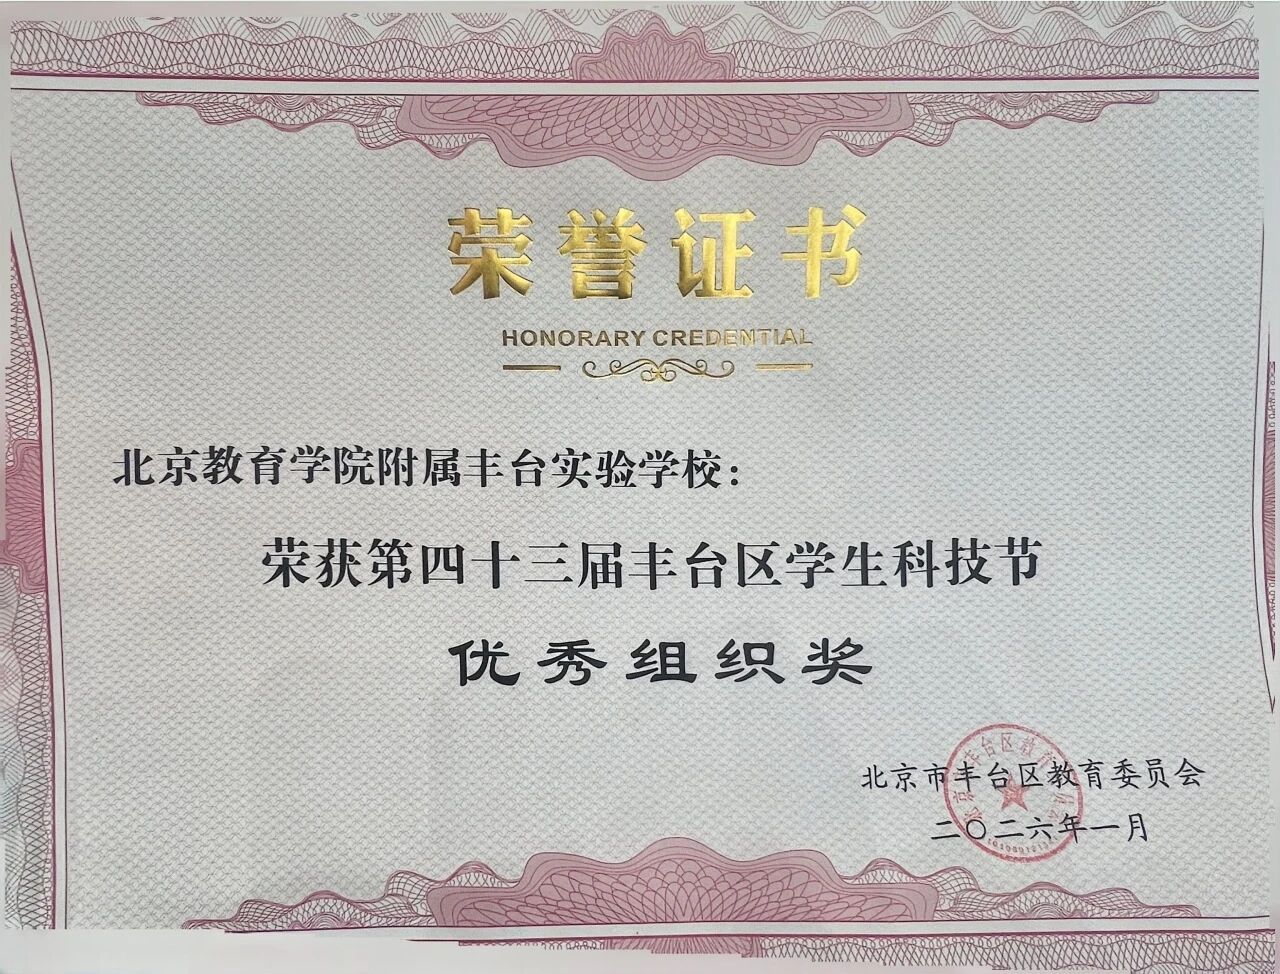 荣誉证书
HONORARY CREDENTIAL
北京教育学院附属丰台实验学校：
荣获第四十三届丰台区学生科技节
优秀组织奖
北京市丰台区教育委员会
二〇二六年一月